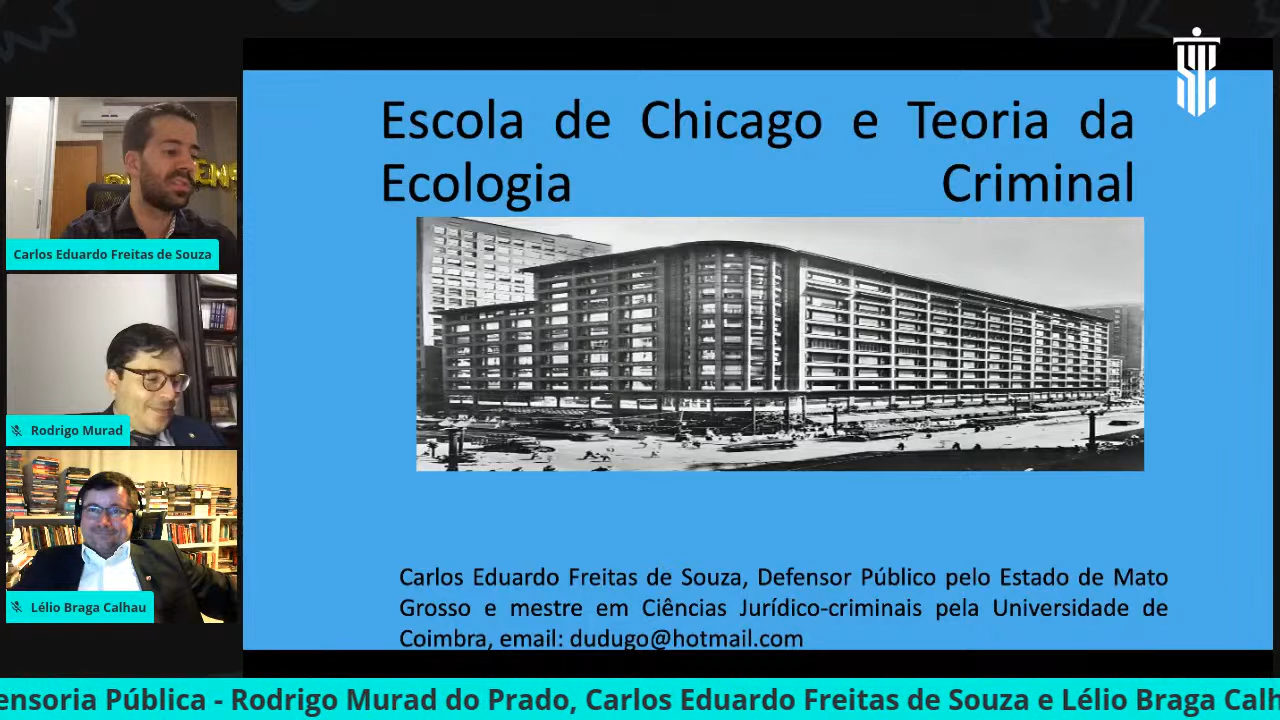 Escola de Chicago e Teoria da
Ecologia Criminal
Carlos Eduardo Freitas de Souza
Rodrigo Murad
Lélio Braga Calhau
Carlos Eduardo Freitas de Souza, Defensor Público pelo Estado de Mato
Grosso e mestre em Ciências Jurídico-criminais pela Universidade de
Coimbra, email: dudugo@hotmail.com
ensoria Pública - Rodrigo Murad do Prado, Carlos Eduardo Freitas de Souza e Lélio Braga Calh